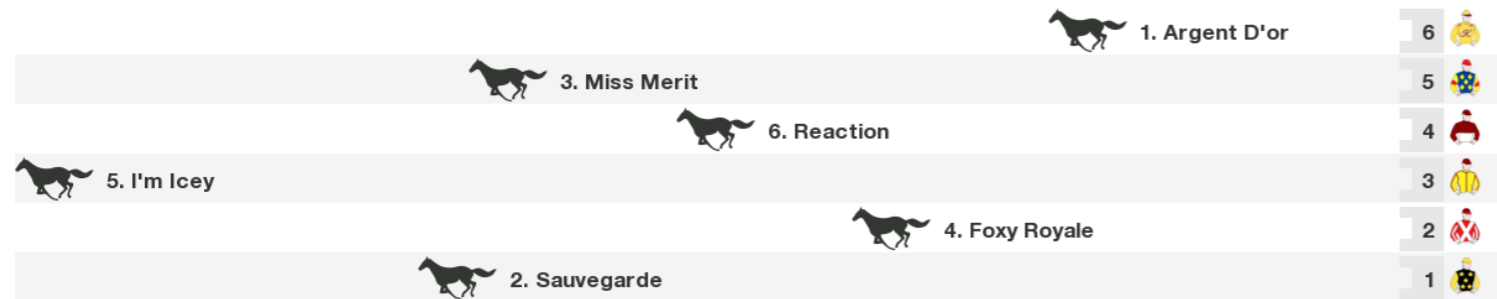 1. Argent D'or 6
3. Miss Merit 5
6. Reaction 4
5. I'm Icey 3
4. Foxy Royale 2
2. Sauvegarde 1